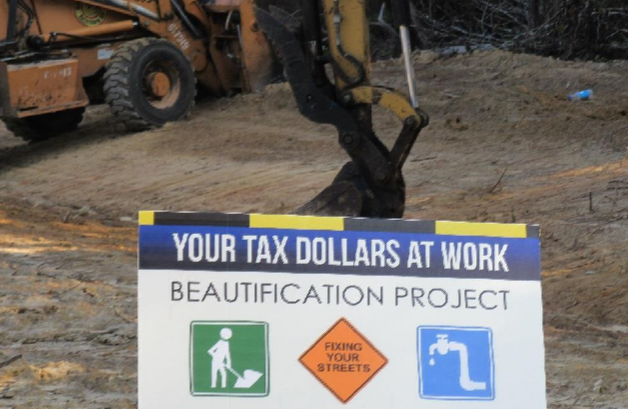 YOUR TAX DOLLARS AT WORK
BEAUTIFICATION PROJECT
FIXING
YOUR
STREETS